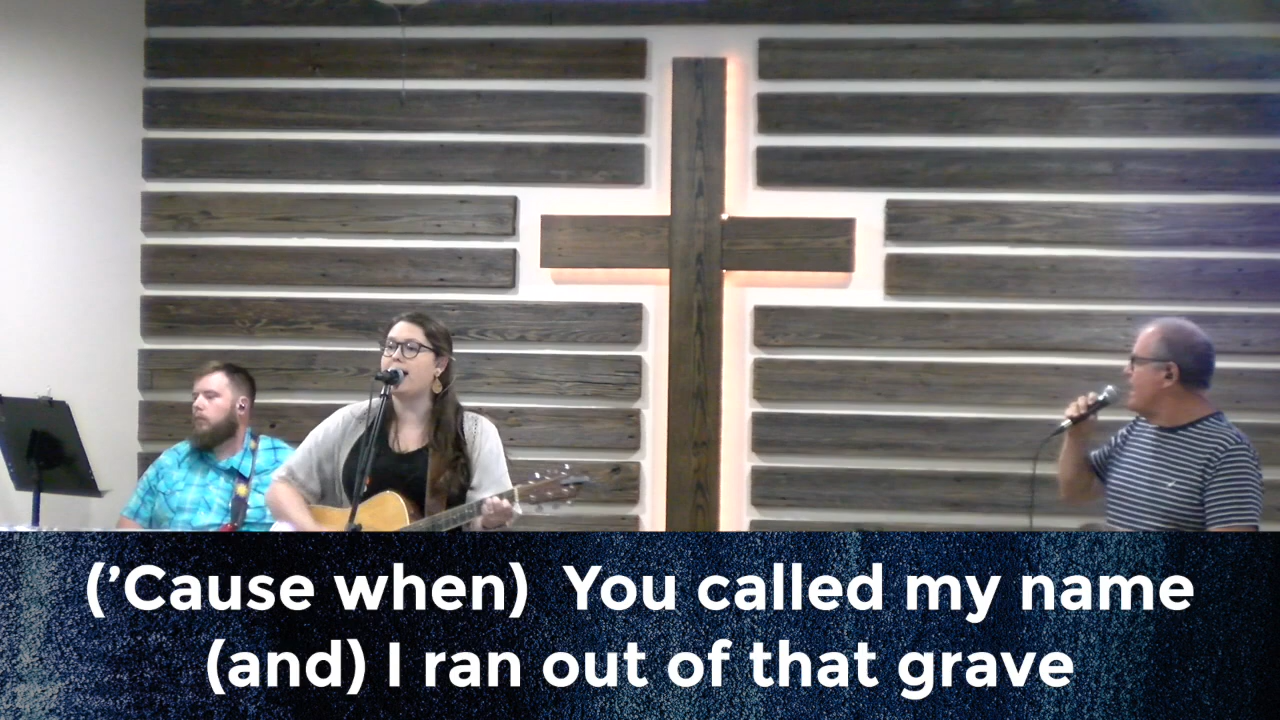 (’Cause when) You called my name
(and) I ran out of that grave